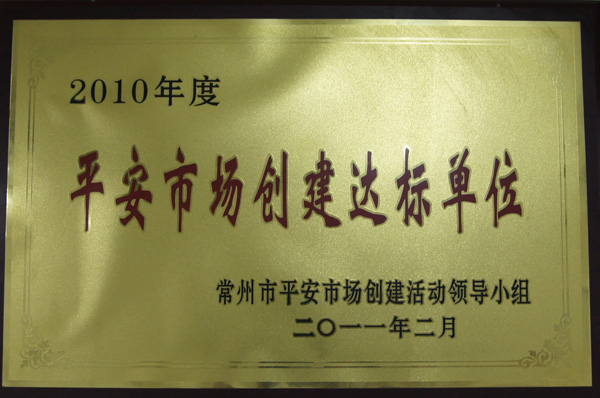 2010年度
平安市场创建达标单位
常州市平安市场创建活动领导小组
二〇一一年二月